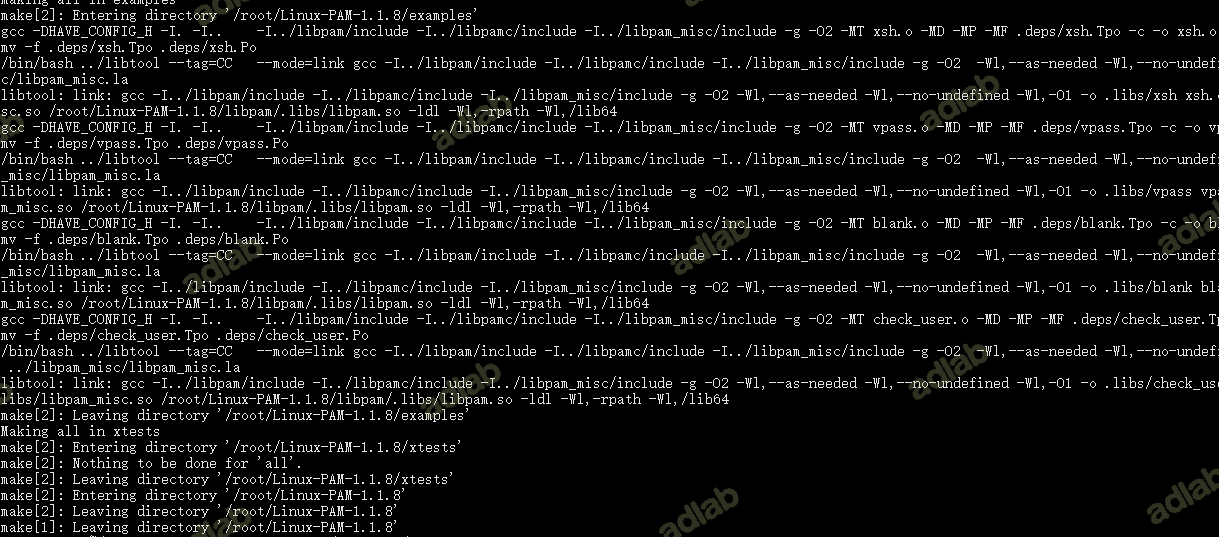 making all in examples
make[2]: Entering directory '/root/Linux-PAM-1.1.8/examples'
gcc -DHAVE_CONFIG_H -I. -I..   -I../libpam/include -I../libpamc/include -I../libpam_misc/include -g -O2 -MT xsh.o -MD -MP -MF .deps/xsh.Tpo -c -o xsh.o
mv -f .deps/xsh.Tpo .deps/xsh.Po
/bin/bash ../libtool --tag=CC   --mode=link gcc -I../libpam/include -I../libpamc/include -I../libpam_misc/include -g -O2  -Wl,--as-needed -Wl,--no-undef
c/libpam_misc.la
libtool: link: gcc -I../libpam/include -I../libpamc/include -I../libpam_misc/include -g -O2 -Wl,--as-needed -Wl,--no-undefined -Wl,-O1 -o .libs/xsh xsh.
sc.so /root/Linux-PAM-1.1.8/libpam/.libs/libpam.so -ldl -Wl,-rpath -Wl,/lib64
gcc -DHAVE_CONFIG_H -I. -I..   -I../libpam/include -I../libpamc/include -I../libpam_misc/include -g -O2 -MT vpass.o -MD -MP -MF .deps/vpass.Tpo -c -o vp
mv -f .deps/vpass.Tpo .deps/vpass.Po
/bin/bash ../libtool --tag=CC   --mode=link gcc -I../libpam/include -I../libpamc/include -I../libpam_misc/include -g -O2  -Wl,--as-needed -Wl,--no-undef
_misc/libpam_misc.la
libtool: link: gcc -I../libpam/include -I../libpamc/include -I../libpam_misc/include -g -O2 -Wl,--as-needed -Wl,--no-undefined -Wl,-O1 -o .libs/vpass vpa
m_misc.so /root/Linux-PAM-1.1.8/libpam/.libs/libpam.so -ldl -Wl,-rpath -Wl,/lib64
gcc -DHAVE_CONFIG_H -I. -I..   -I../libpam/include -I../libpamc/include -I../libpam_misc/include -g -O2 -MT blank.o -MD -MP -MF .deps/blank.Tpo -c -o bl
mv -f .deps/blank.Tpo .deps/blank.Po
/bin/bash ../libtool --tag=CC   --mode=link gcc -I../libpam/include -I../libpamc/include -I../libpam_misc/include -g -O2  -Wl,--as-needed -Wl,--no-undef
_misc/libpam_misc.la
libtool: link: gcc -I../libpam/include -I../libpamc/include -I../libpam_misc/include -g -O2 -Wl,--as-needed -Wl,--no-undefined -Wl,-O1 -o .libs/blank bla
m_misc.so /root/Linux-PAM-1.1.8/libpam/.libs/libpam.so -ldl -Wl,-rpath -Wl,/lib64
gcc -DHAVE_CONFIG_H -I. -I..   -I../libpam/include -I../libpamc/include -I../libpam_misc/include -g -O2 -MT check_user.o -MD -MP -MF .deps/check_user.Tp
mv -f .deps/check_user.Tpo .deps/check_user.Po
/bin/bash ../libtool --tag=CC   --mode=link gcc -I../libpam/include -I../libpamc/include -I../libpam_misc/include -g -O2  -Wl,--as-needed -Wl,--no-undef
 ../libpam_misc/libpam_misc.la
libtool: link: gcc -I../libpam/include -I../libpamc/include -I../libpam_misc/include -g -O2 -Wl,--as-needed -Wl,--no-undefined -Wl,-O1 -o .libs/check_use
libs/libpam_misc.so /root/Linux-PAM-1.1.8/libpam/.libs/libpam.so -ldl -Wl,-rpath -Wl,/lib64
make[2]: Leaving directory '/root/Linux-PAM-1.1.8/examples'
Making all in xtests
make[2]: Entering directory '/root/Linux-PAM-1.1.8/xtests'
make[2]: Nothing to be done for 'all'.
make[2]: Leaving directory '/root/Linux-PAM-1.1.8/xtests'
make[2]: Entering directory '/root/Linux-PAM-1.1.8'
make[2]: Leaving directory '/root/Linux-PAM-1.1.8'
make[1]: Leaving directory '/root/Linux-PAM-1.1.8'
adlab
adlab
adlab
adlab
adlab
adlab
adlab
adlab
adlab
adlab
adlab